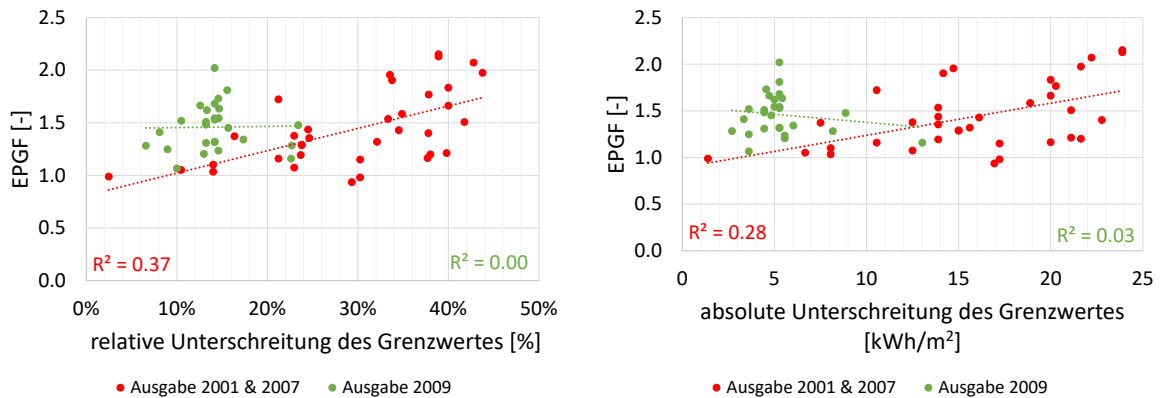 2.5
2.0
1.5
1.0
0.5
0.0
EPGF [-]
R² = 0.37
R² = 0.00
0% 10% 20% 30% 40% 50%
relative Unterschreitung des Grenzwertes [%]
Ausgabe 2001 & 2007 Ausgabe 2009
2.5
2.0
1.5
1.0
0.5
0.0
EPGF [-]
R² = 0.28
R² = 0.03
0 5 10 15 20 25
absolute Unterschreitung des Grenzwertes
[kWh/m²]
Ausgabe 2001 & 2007 Ausgabe 2009